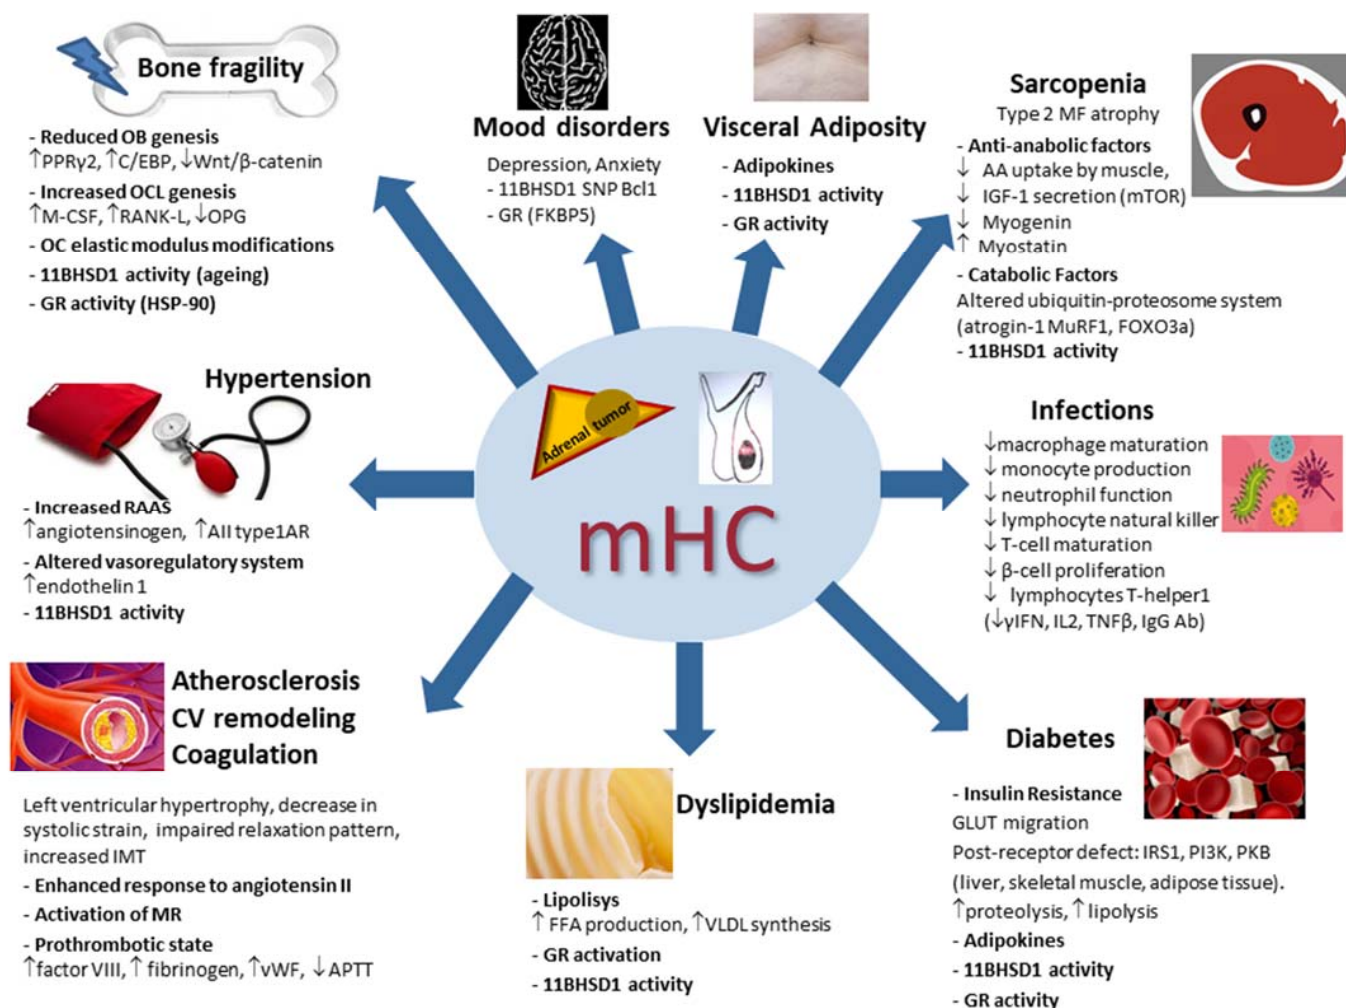 Bone fragility
- Reduced OB genesis
↑PPRγ2, ↑C/EBP, ↓Wnt/β-catenin
- Increased OCL genesis
↑M-CSF, ↑RANK-L, ↓OPG
- OC elastic modulus modifications
- 11BHSD1 activity (ageing)
- GR activity (HSP-90)
Mood disorders
Depression, Anxiety
- 11BHSD1 SNP Bcl1
- GR (FKBP5)
Visceral Adiposity
- Adipokines
- 11BHSD1 activity
- GR activity
Sarcopenia
Type 2 MF atrophy
- Anti-anabolic factors
↓ AA uptake by muscle,
↓ IGF-1 secretion (mTOR)
↓ Myogenin
↑ Myostatin
- Catabolic Factors
Altered ubiquitin-proteosome system
(atrogin-1 MuRF1, FOXO3a)
- 11BHSD1 activity
Hypertension
- Increased RAAS
↑angiotensinogen, ↑AII type1AR
- Altered vasoregulatory system
↑endothelin 1
- 11BHSD1 activity
Adrenal tumor
mHC
Infections
↓macrophage maturation
↓monocyte production
↓neutrophil function
↓lymphocyte natural killer
↓T-cell maturation
↓β-cell proliferation
↓ lymphocytes T-helper1
(↓γIFN, IL2, TNFβ, IgG Ab)
Atherosclerosis
CV remodeling
Coagulation
Left ventricular hypertrophy, decrease in
systolic strain, impaired relaxation pattern,
increased IMT
- Enhanced response to angiotensin II
- Activation of MR
- Prothrombotic state
↑factor VIII, ↑ fibrinogen, ↑vWF, ↓APTT
Dyslipidemia
- Lipolisys
↑ FFA production, ↑VLDL synthesis
- GR activation
- 11BHSD1 activity
Diabetes
- Insulin Resistance
GLUT migration
Post-receptor defect: IRS1, PI3K, PKB
(liver, skeletal muscle, adipose tissue).
↑proteolysis, ↑ lipolysis
- Adipokines
- 11BHSD1 activity
- GR activity